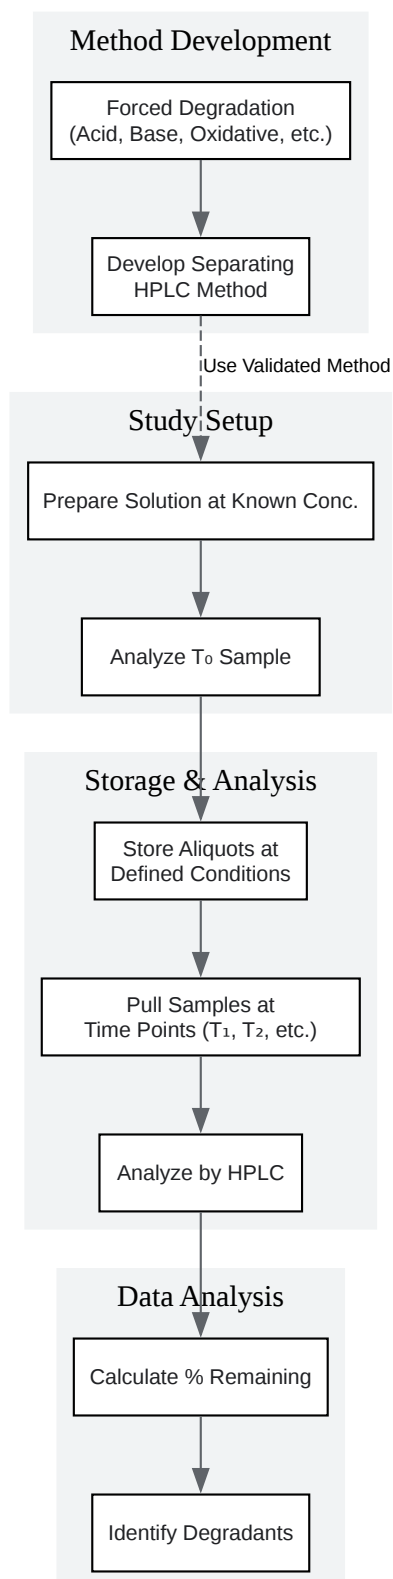 Method Development
Forced Degradation
(Acid, Base, Oxidative, etc.)
Develop Separating
HPLC Method
Use Validated Method
Study Setup
Prepare Solution at Known Conc.
Analyze T₀ Sample
Storage & Analysis
Store Aliquots at
Defined Conditions
Pull Samples at
Time Points (T₁, T₂, etc.)
Analyze by HPLC
Data Analysis
Calculate % Remaining
Identify Degradants